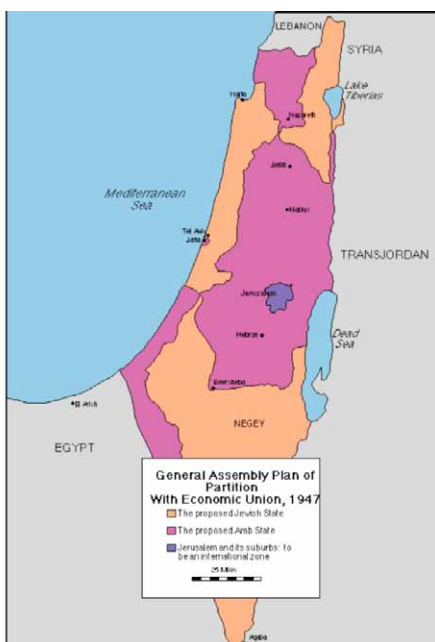 LEBANON
SYRIA
Lake
Tiberias
Haifa
Nazareth
Jenin
Nablus
Mediterranean
Sea
Tel Aviv
Jaffa
TRANSJORDAN
Jerusalem
Hebron
Dead
Sea
Beersheba
El Arish
NEGEV
EGYPT
General Assembly Plan of
Partition
With Economic Union, 1947
The proposed Jewish State
The proposed Arab State
Jerusalem and its suburbs: to
be an international zone
25 Miles
Aqaba